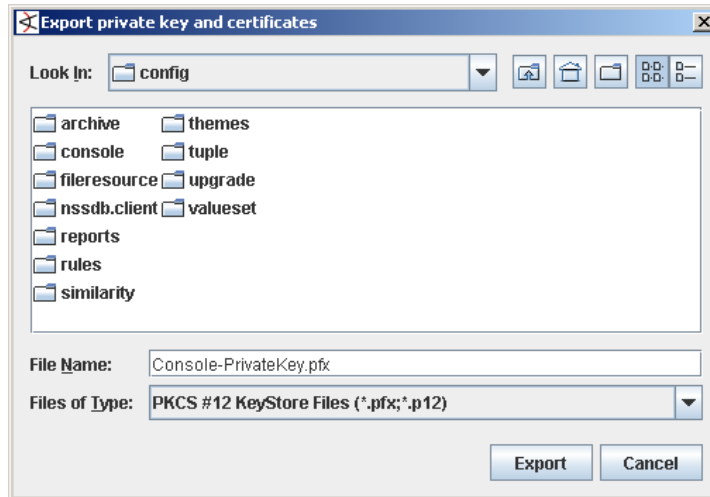 Export private key and certificates
Look In: config
archive themes
console tuple
fileresource upgrade
nssdb.client valueset
reports
rules
similarity
File Name: Console-PrivateKey.pfx
Files of Type: PKCS #12 KeyStore Files (*.pfx;*.p12)
Export Cancel